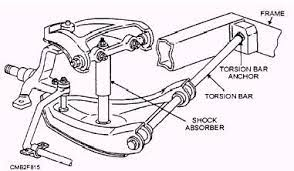 FRAME
TORSION BAR
ANCHOR
TORSION BAR
SHOCK
ABSORBER
CMB2F815